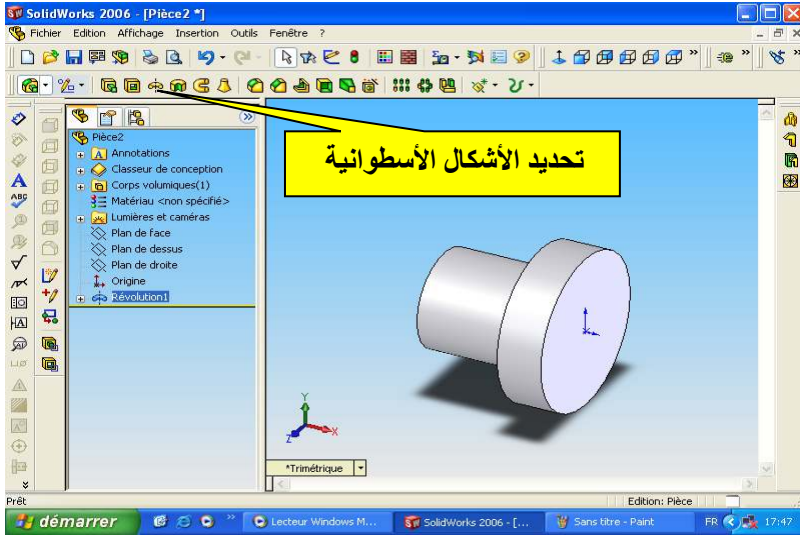 SolidWorks 2006 - [Pièce2 *]
Fichier Edition Affichage Insertion Outils Fenêtre ?
Pièce2
Annotations
Classeur de conception
Corps volumiques(1)
Matériau <non spécifié>
Lumières et caméras
Plan de face
Plan de dessus
Plan de droite
Origine
Révolution1
تحديد الأشكال الأسطوانية
Y
X
Z
*Trimétrique
Prêt
Edition: Pièce
démarrer
Lecteur Windows M...
SolidWorks 2006 - [...
Sans titre - Paint
FR
17:47